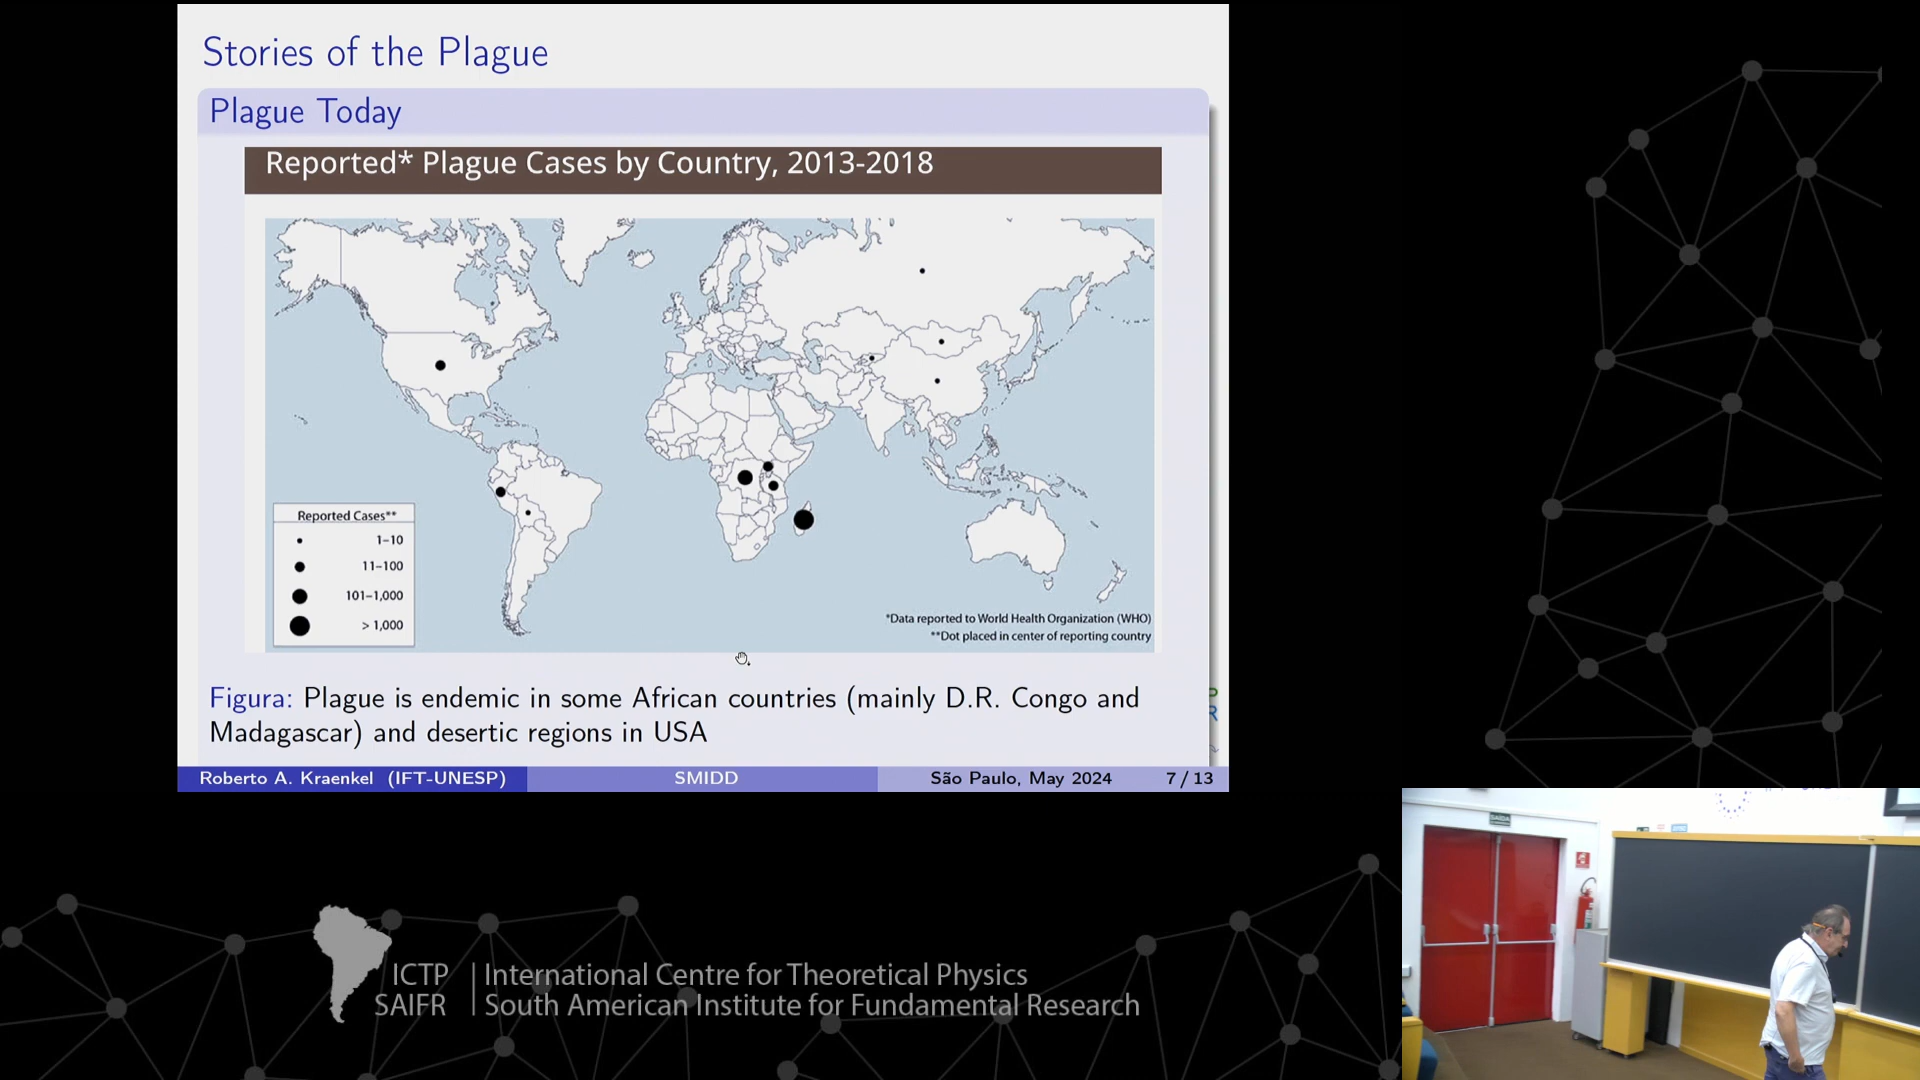 Stories of the Plague
Plague Today
Reported* Plague Cases by Country, 2013-2018
Reported Cases**
1–10
11–100
101–1,000
> 1,000
*Data reported to World Health Organization (WHO)
**Dot placed in center of reporting country
Figura: Plague is endemic in some African countries (mainly D.R. Congo and
Madagascar) and desertic regions in USA
Roberto A. Kraenkel (IFT-UNESP) SMIDD São Paulo, May 2024 7 / 13
SAÍDA
ICTP International Centre for Theoretical Physics
SAIFR South American Institute for Fundamental Research